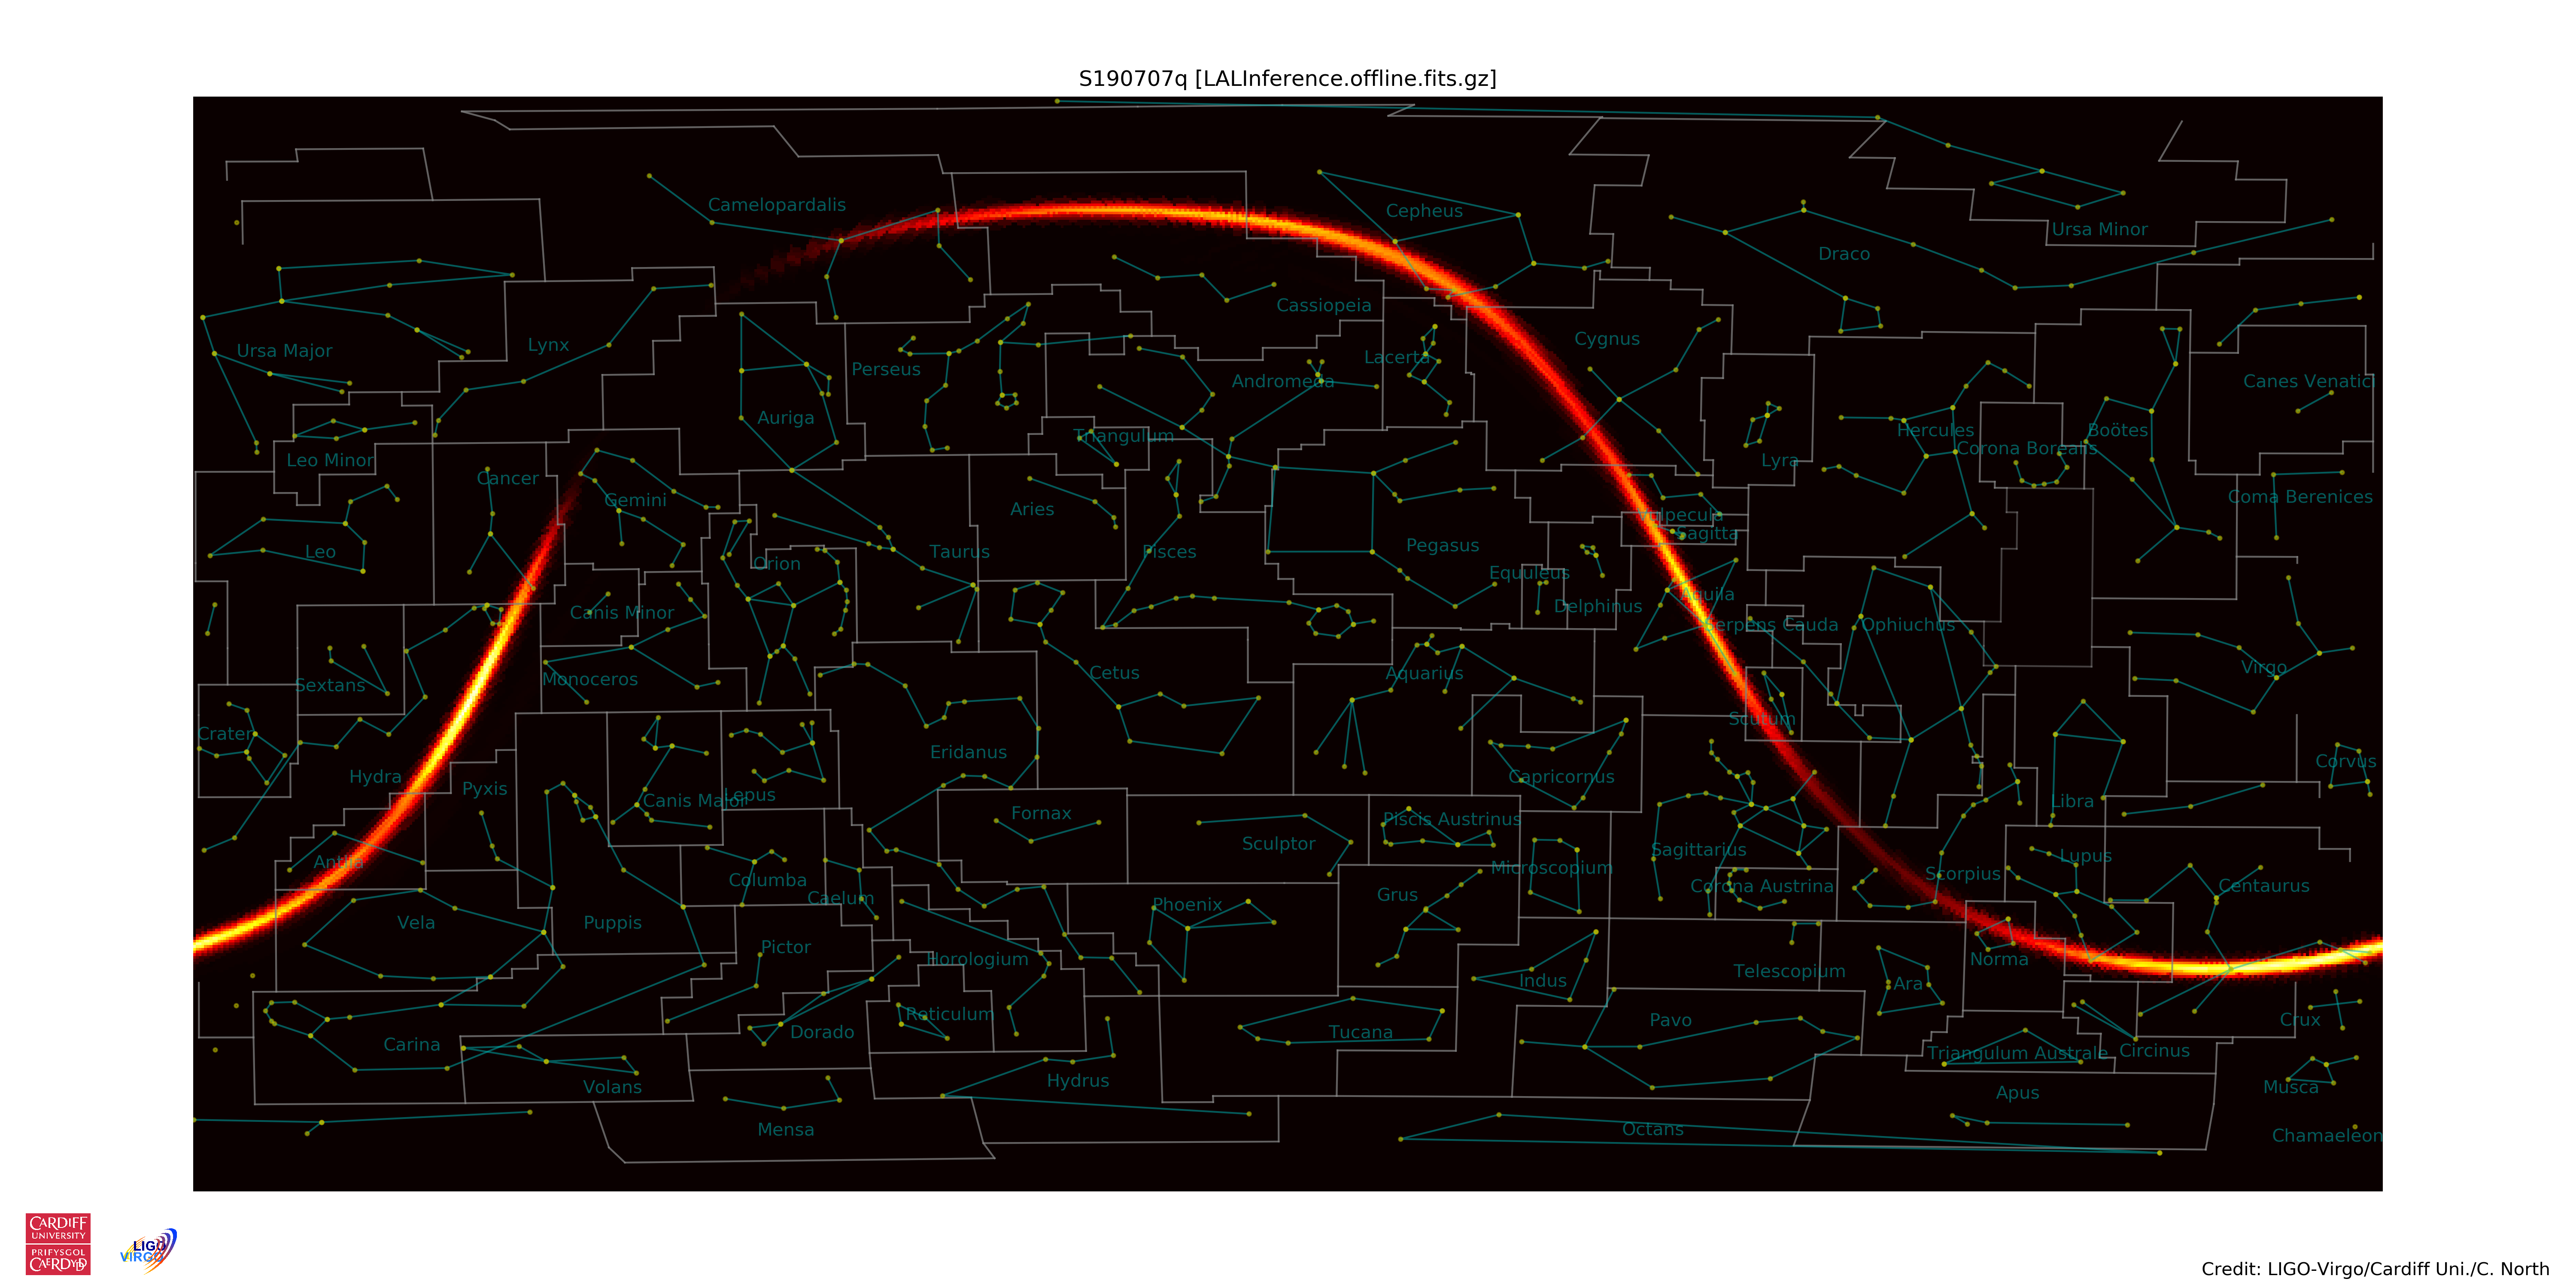 S190707q [LALInference.offline.fits.gz]
Camelopardalis
Cepheus
Ursa Minor
Draco
Cassiopeia
Ursa Major
Lynx
Cygnus
Perseus
Lacerta
Andromeda
Canes Venatici
Auriga
Triangulum
Hercules
Boötes
Corona Borealis
Leo Minor
Lyra
Cancer
Gemini
Coma Berenices
Aries
Vulpecula
Sagitta
Leo
Taurus
Pisces
Pegasus
Orion
Equuleus
Aquila
Delphinus
Canis Minor
Serpens Cauda
Ophiuchus
Sextans
Monoceros
Cetus
Aquarius
Virgo
Crater
Scutum
Eridanus
Hydra
Capricornus
Corvus
Pyxis
Canis Major
Lepus
Libra
Fornax
Piscis Austrinus
Sculptor
Antlia
Sagittarius
Lupus
Microscopium
Scorpius
Columba
Corona Austrina
Centaurus
Caelum
Grus
Phoenix
Vela
Puppis
Pictor
Horologium
Norma
Telescopium
Indus
Ara
Reticulum
Pavo
Crux
Dorado
Tucana
Carina
Triangulum Australe
Circinus
Volans
Hydrus
Musca
Apus
Mensa
Octans
Chamaeleon
CARDIFF
UNIVERSITY
PRIFYSGOL
CAERDYDD
LIGO
VIRGO
Credit: LIGO-Virgo/Cardiff Uni./C. North